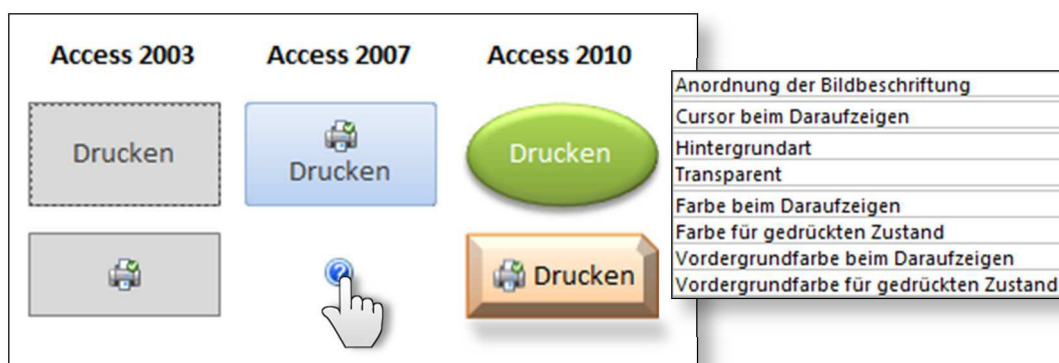 Access 2003 Access 2007 Access 2010
Drucken
Drucken
Drucken
Drucken
Anordnung der Bildbeschriftung
Cursor beim Daraufzeigen
Hintergrundart
Transparent
Farbe beim Daraufzeigen
Farbe für gedrückten Zustand
Vordergrundfarbe beim Daraufzeigen
Vordergrundfarbe für gedrückten Zustand